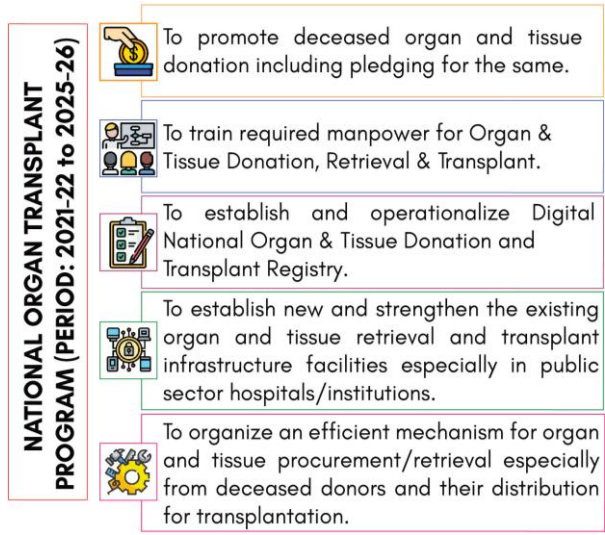 NATIONAL ORGAN TRANSPLANT
PROGRAM (PERIOD: 2021-22 to 2025-26)
To promote deceased organ and tissue
donation including pledging for the same.
To train required manpower for Organ &
Tissue Donation, Retrieval & Transplant.
To establish and operationalize Digital
National Organ & Tissue Donation and
Transplant Registry.
To establish new and strengthen the existing
organ and tissue retrieval and transplant
infrastructure facilities especially in public
sector hospitals/institutions.
To organize an efficient mechanism for organ
and tissue procurement/retrieval especially
from deceased donors and their distribution
for transplantation.